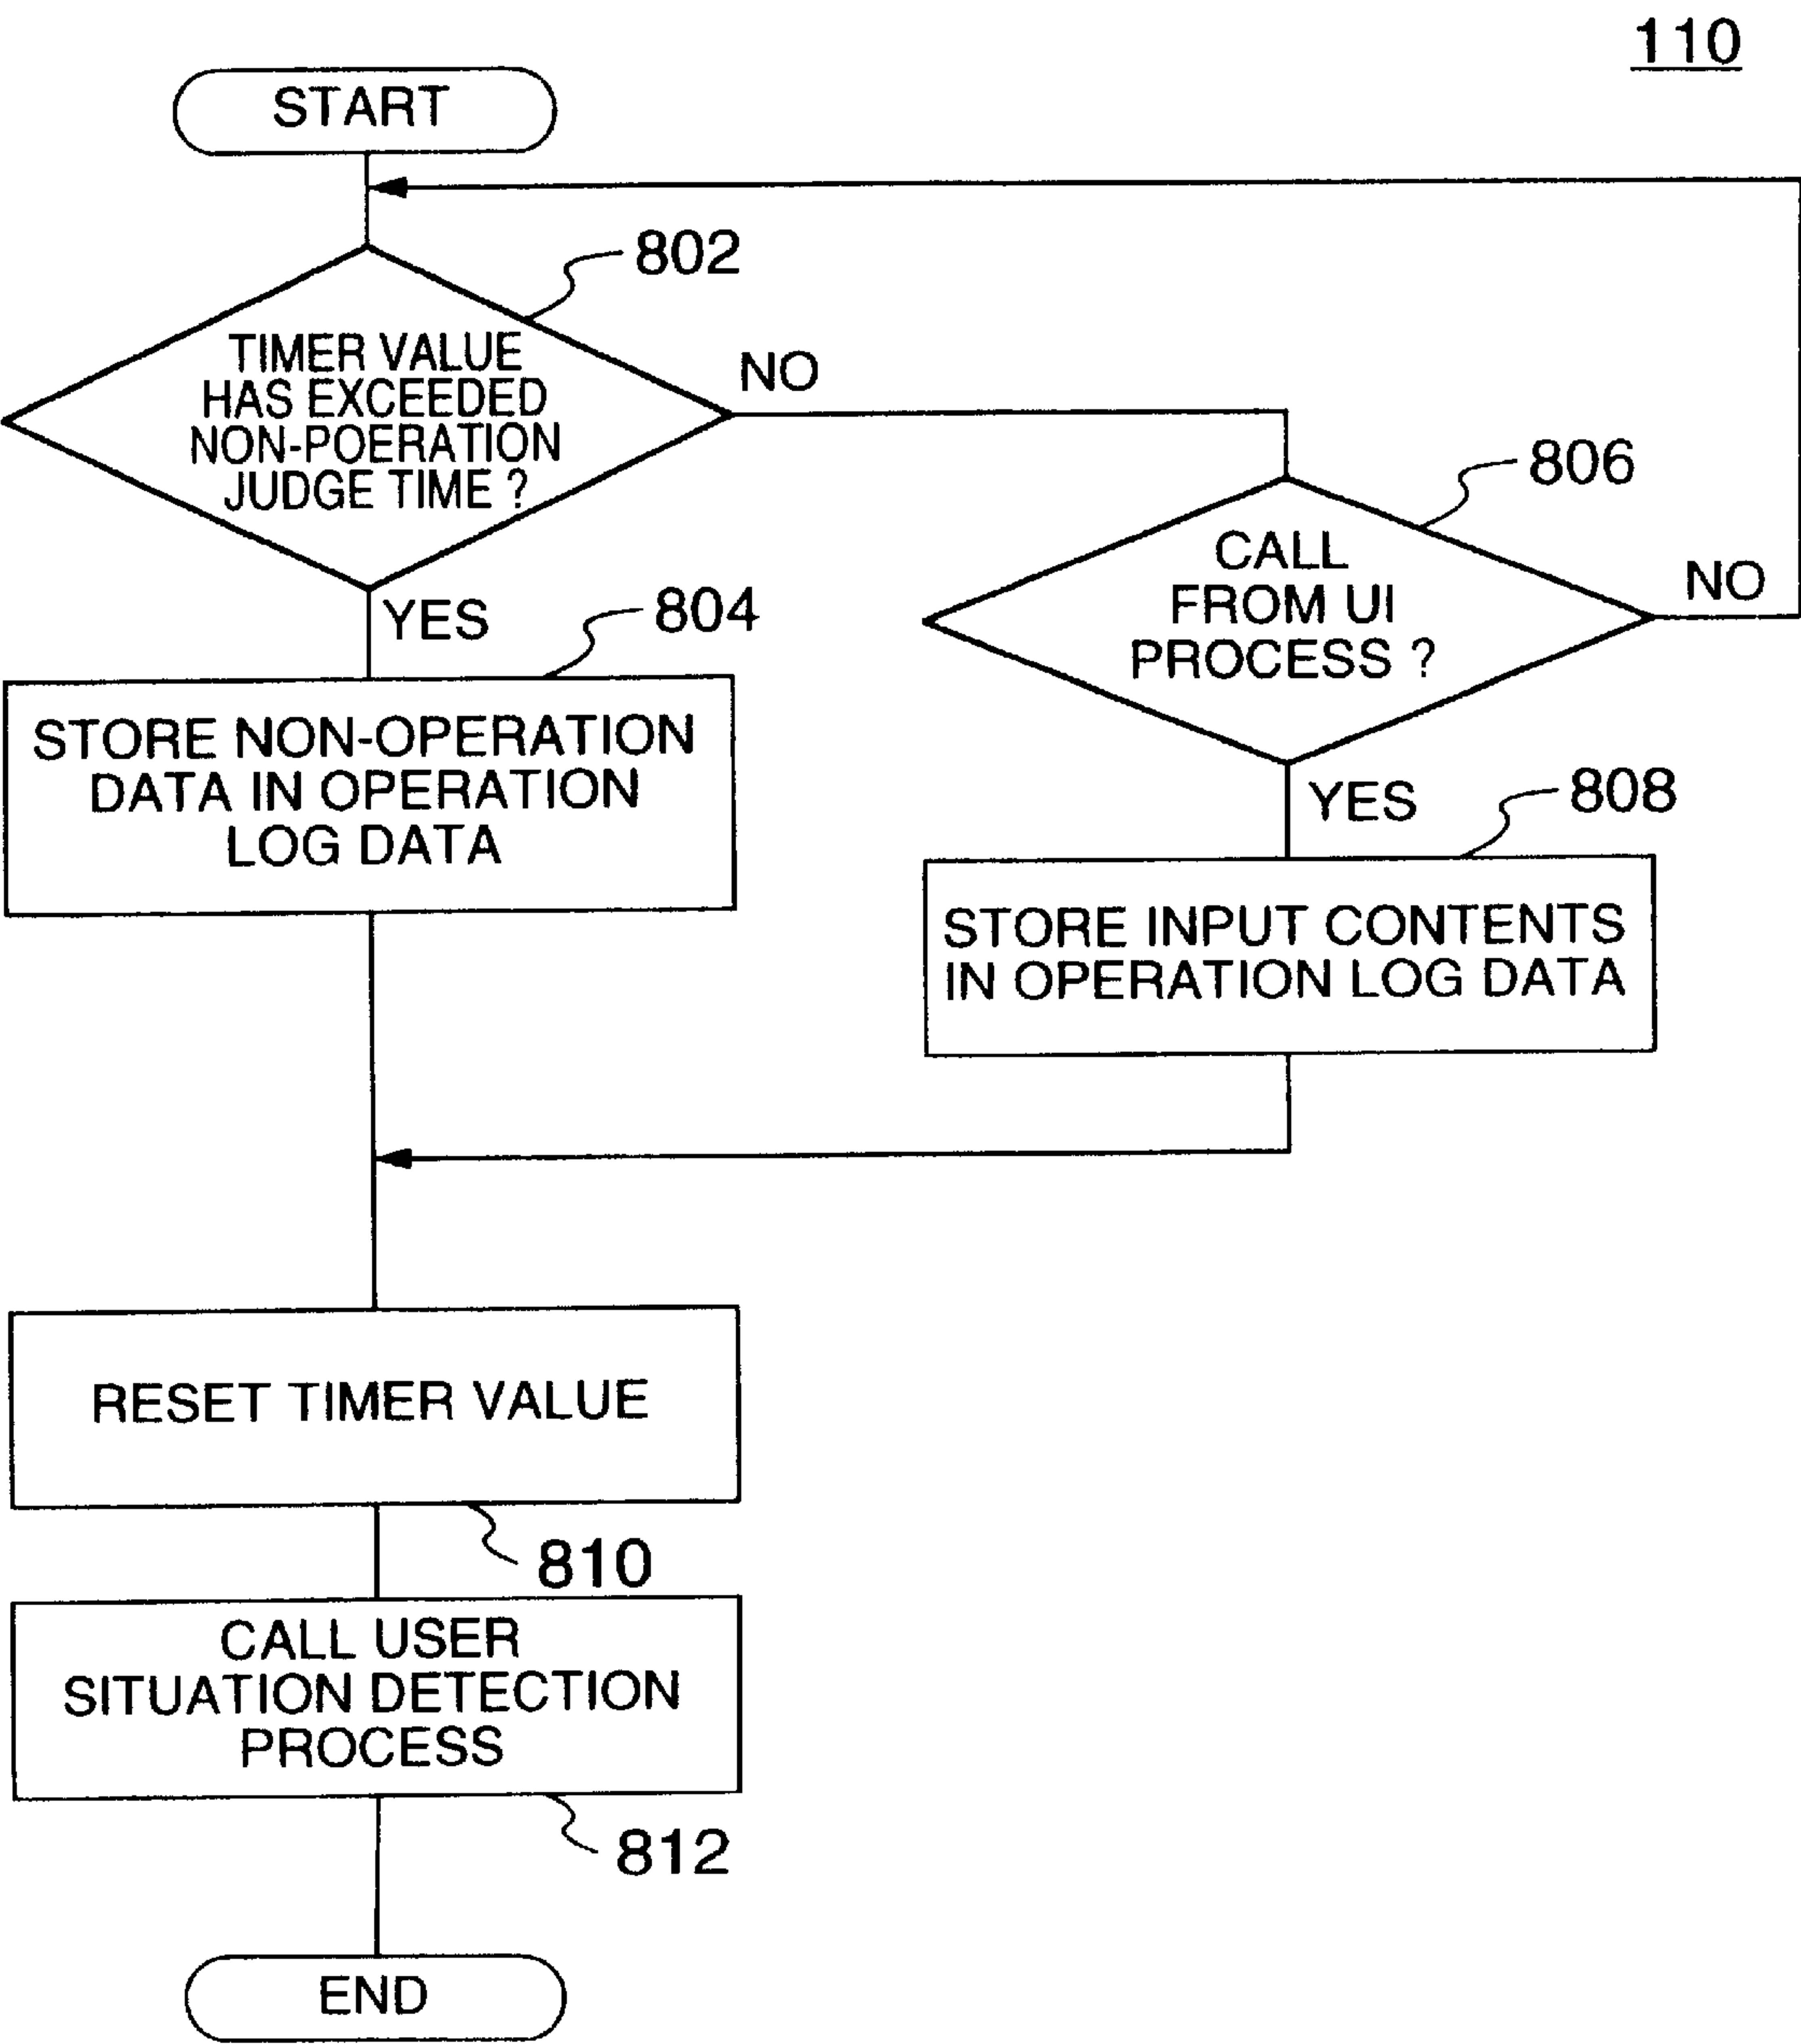 110
START
802
TIMER VALUE
HAS EXCEEDED
NON-POERATION
JUDGE TIME ?
NO
YES
804
STORE NON-OPERATION
DATA IN OPERATION
LOG DATA
806
CALL
FROM UI
PROCESS ?
NO
YES
808
STORE INPUT CONTENTS
IN OPERATION LOG DATA
RESET TIMER VALUE
810
CALL USER
SITUATION DETECTION
PROCESS
812
END